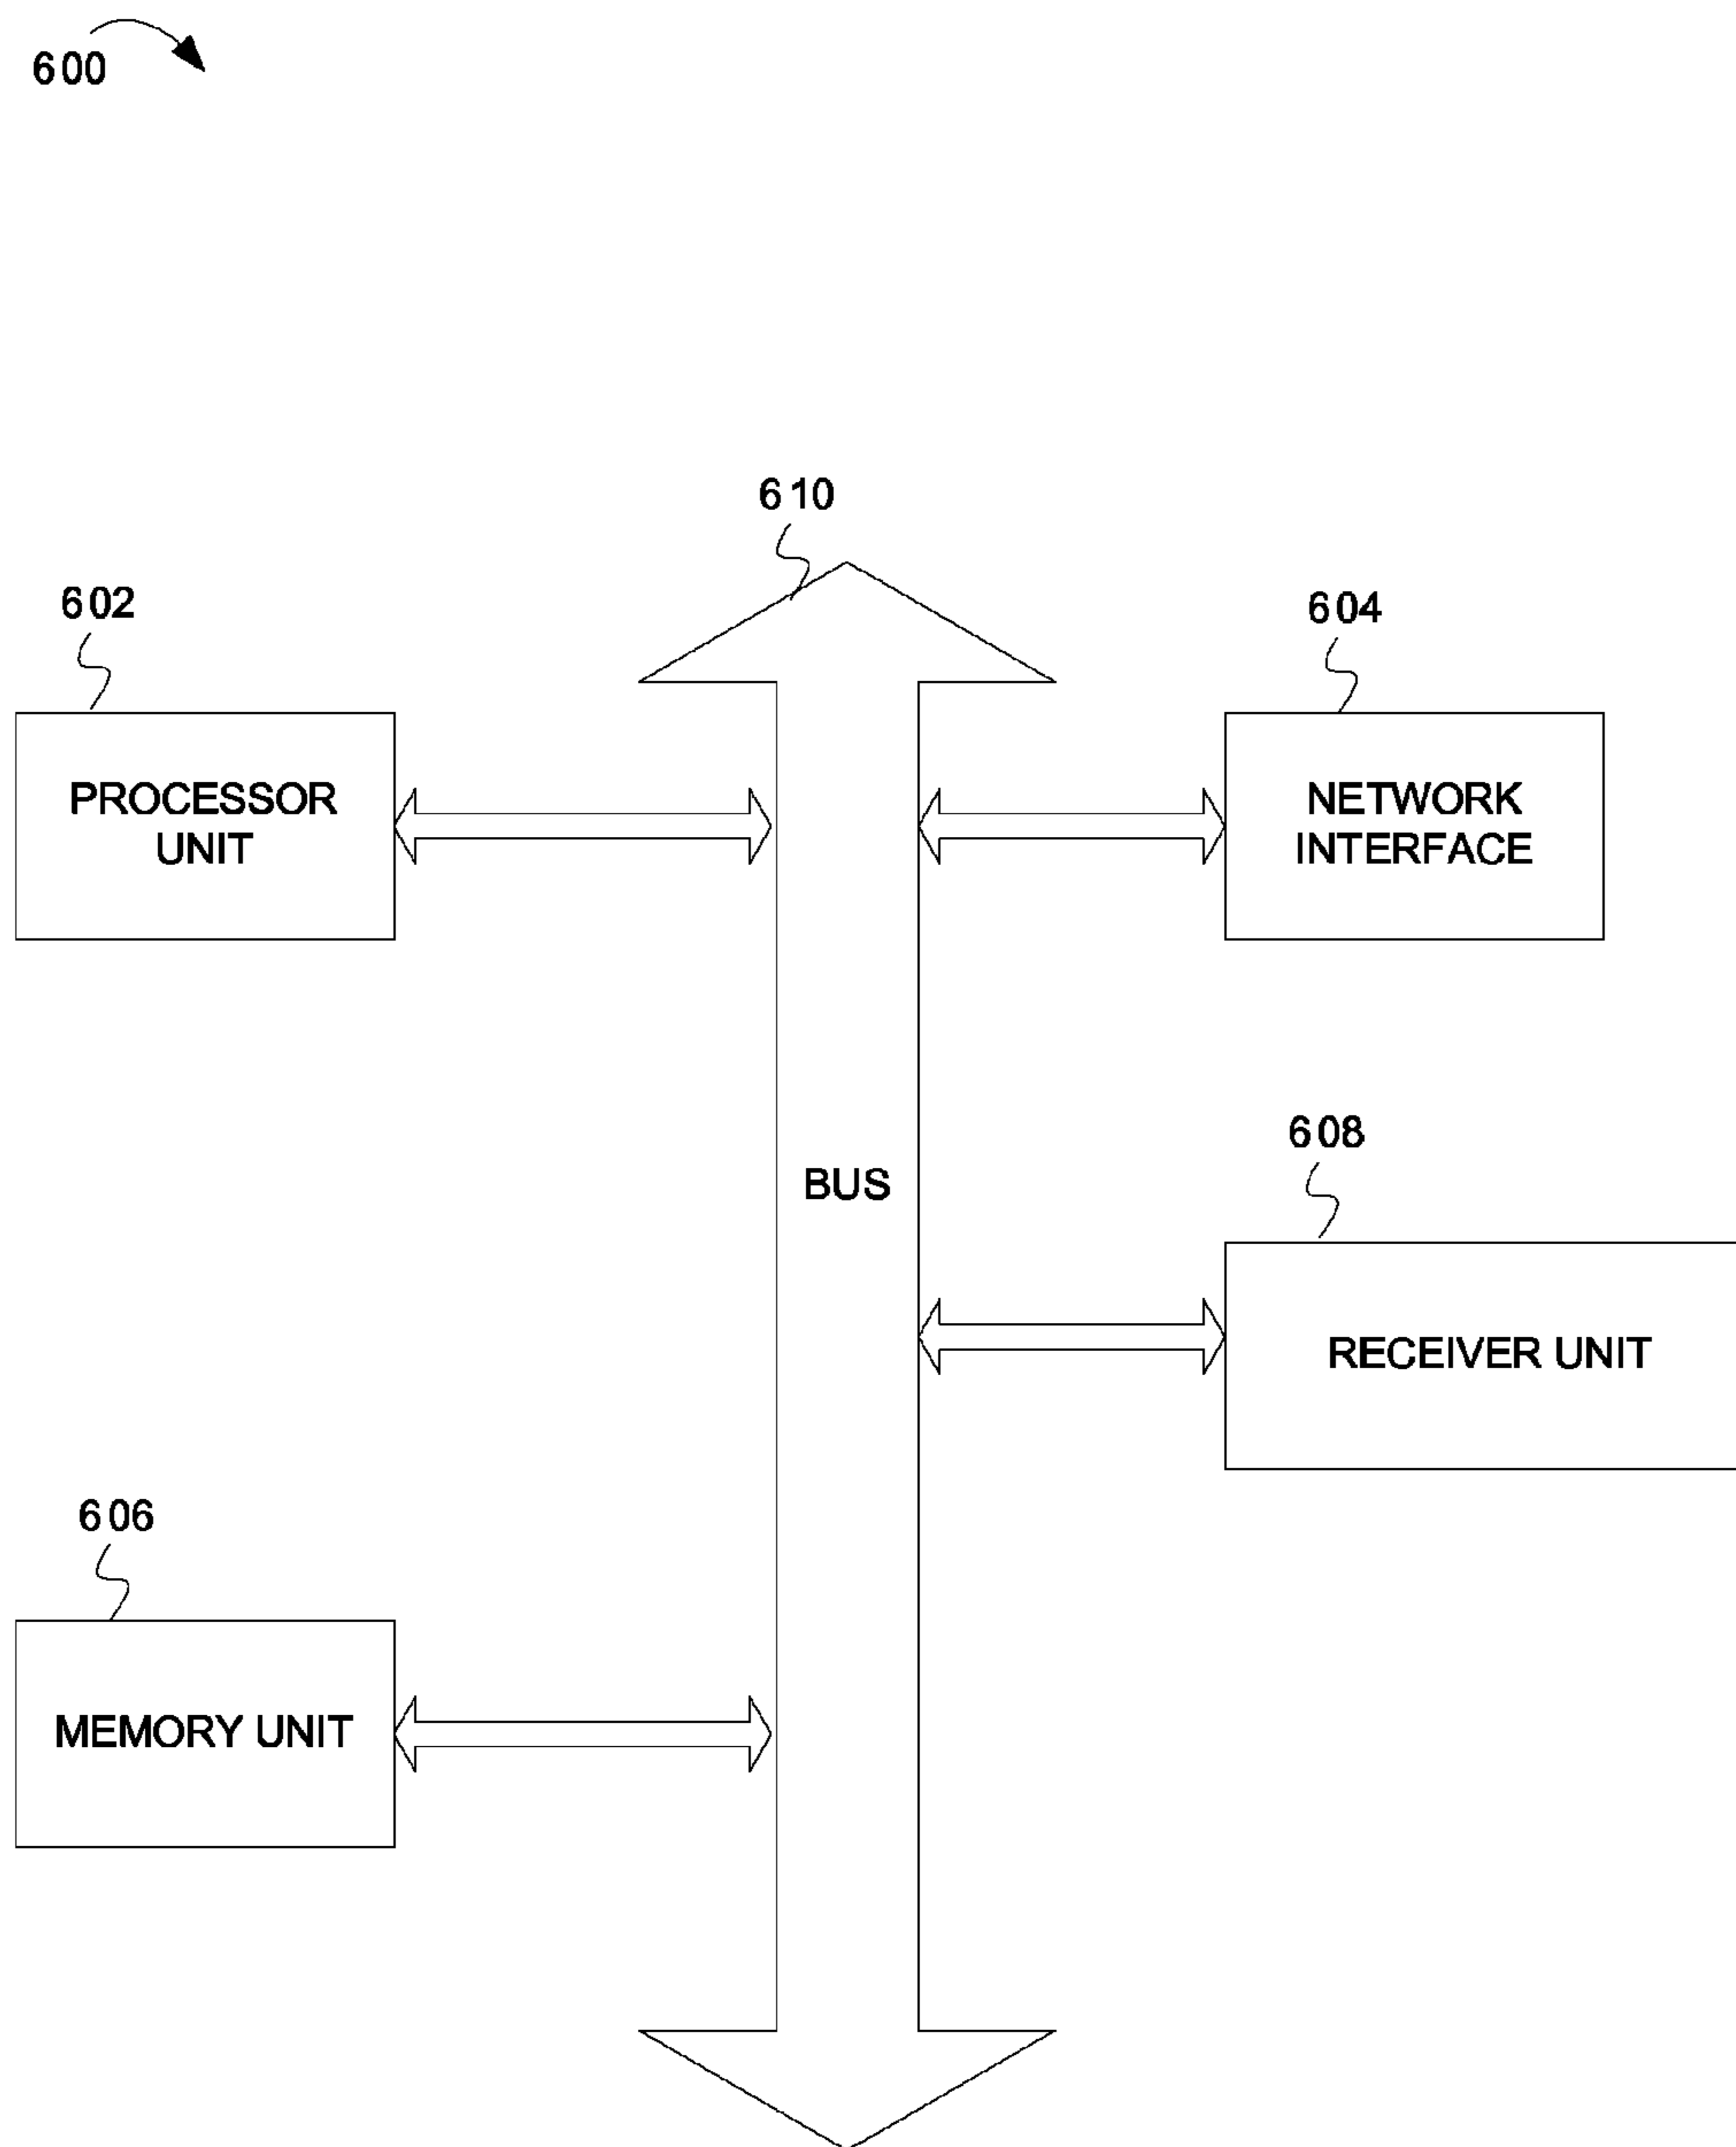 600
610
602
604
PROCESSOR
UNIT
NETWORK
INTERFACE
608
BUS
RECEIVER UNIT
606
MEMORY UNIT